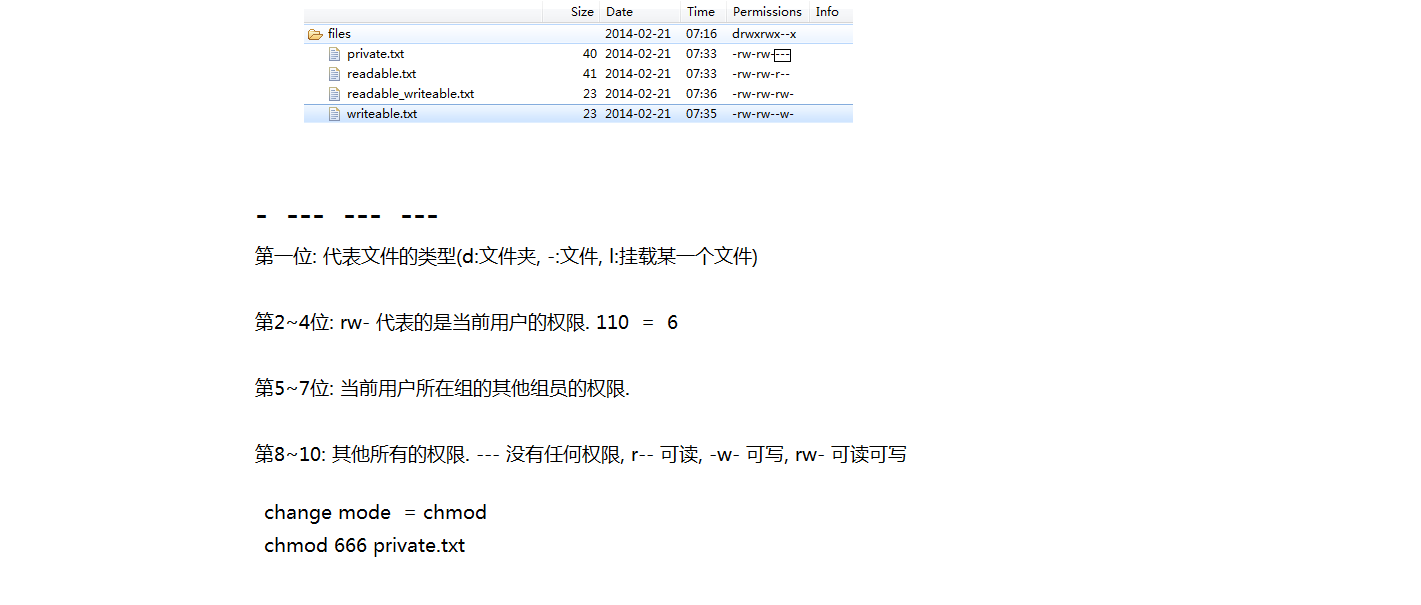 Size Date Time Permissions Info
files 2014-02-21 07:16 drwxrwx--x
private.txt 40 2014-02-21 07:33 -rw-rw----
readable.txt 41 2014-02-21 07:33 -rw-rw-r--
readable_writeable.txt 23 2014-02-21 07:36 -rw-rw-rw-
writeable.txt 23 2014-02-21 07:35 -rw-rw--w-
- --- --- ---
第一位: 代表文件的类型(d:文件夹, -:文件, l:挂载某一个文件)
第2~4位: rw- 代表的是当前用户的权限. 110 = 6
第5~7位: 当前用户所在组的其他组员的权限.
第8~10: 其他所有的权限. --- 没有任何权限, r-- 可读, -w- 可写, rw- 可读可写
change mode = chmod
chmod 666 private.txt